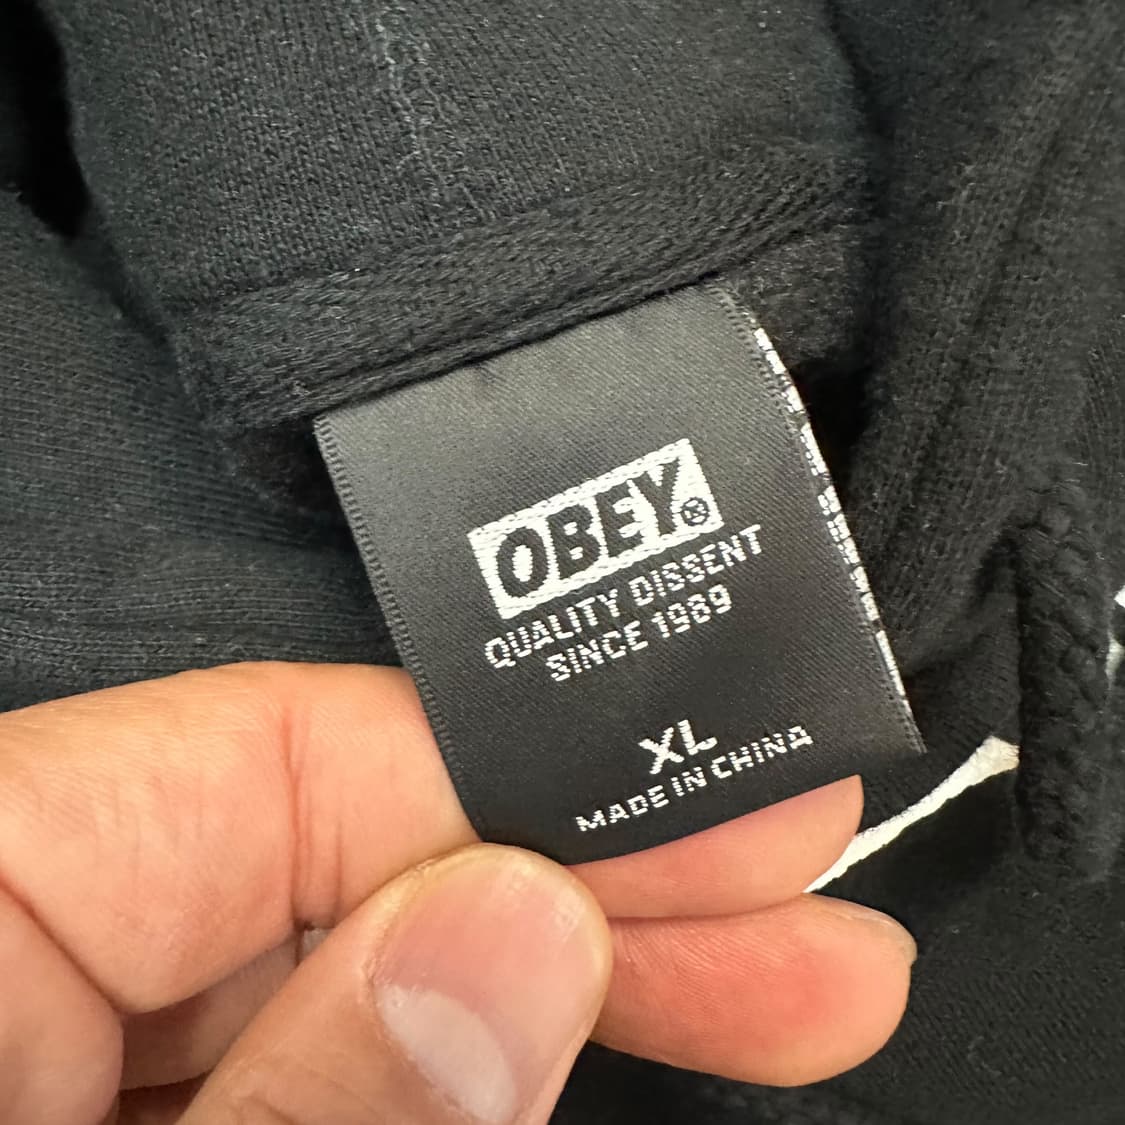 OBEY®
QUALITY DISSENT
SINCE 1989
XL
MADE IN CHINA